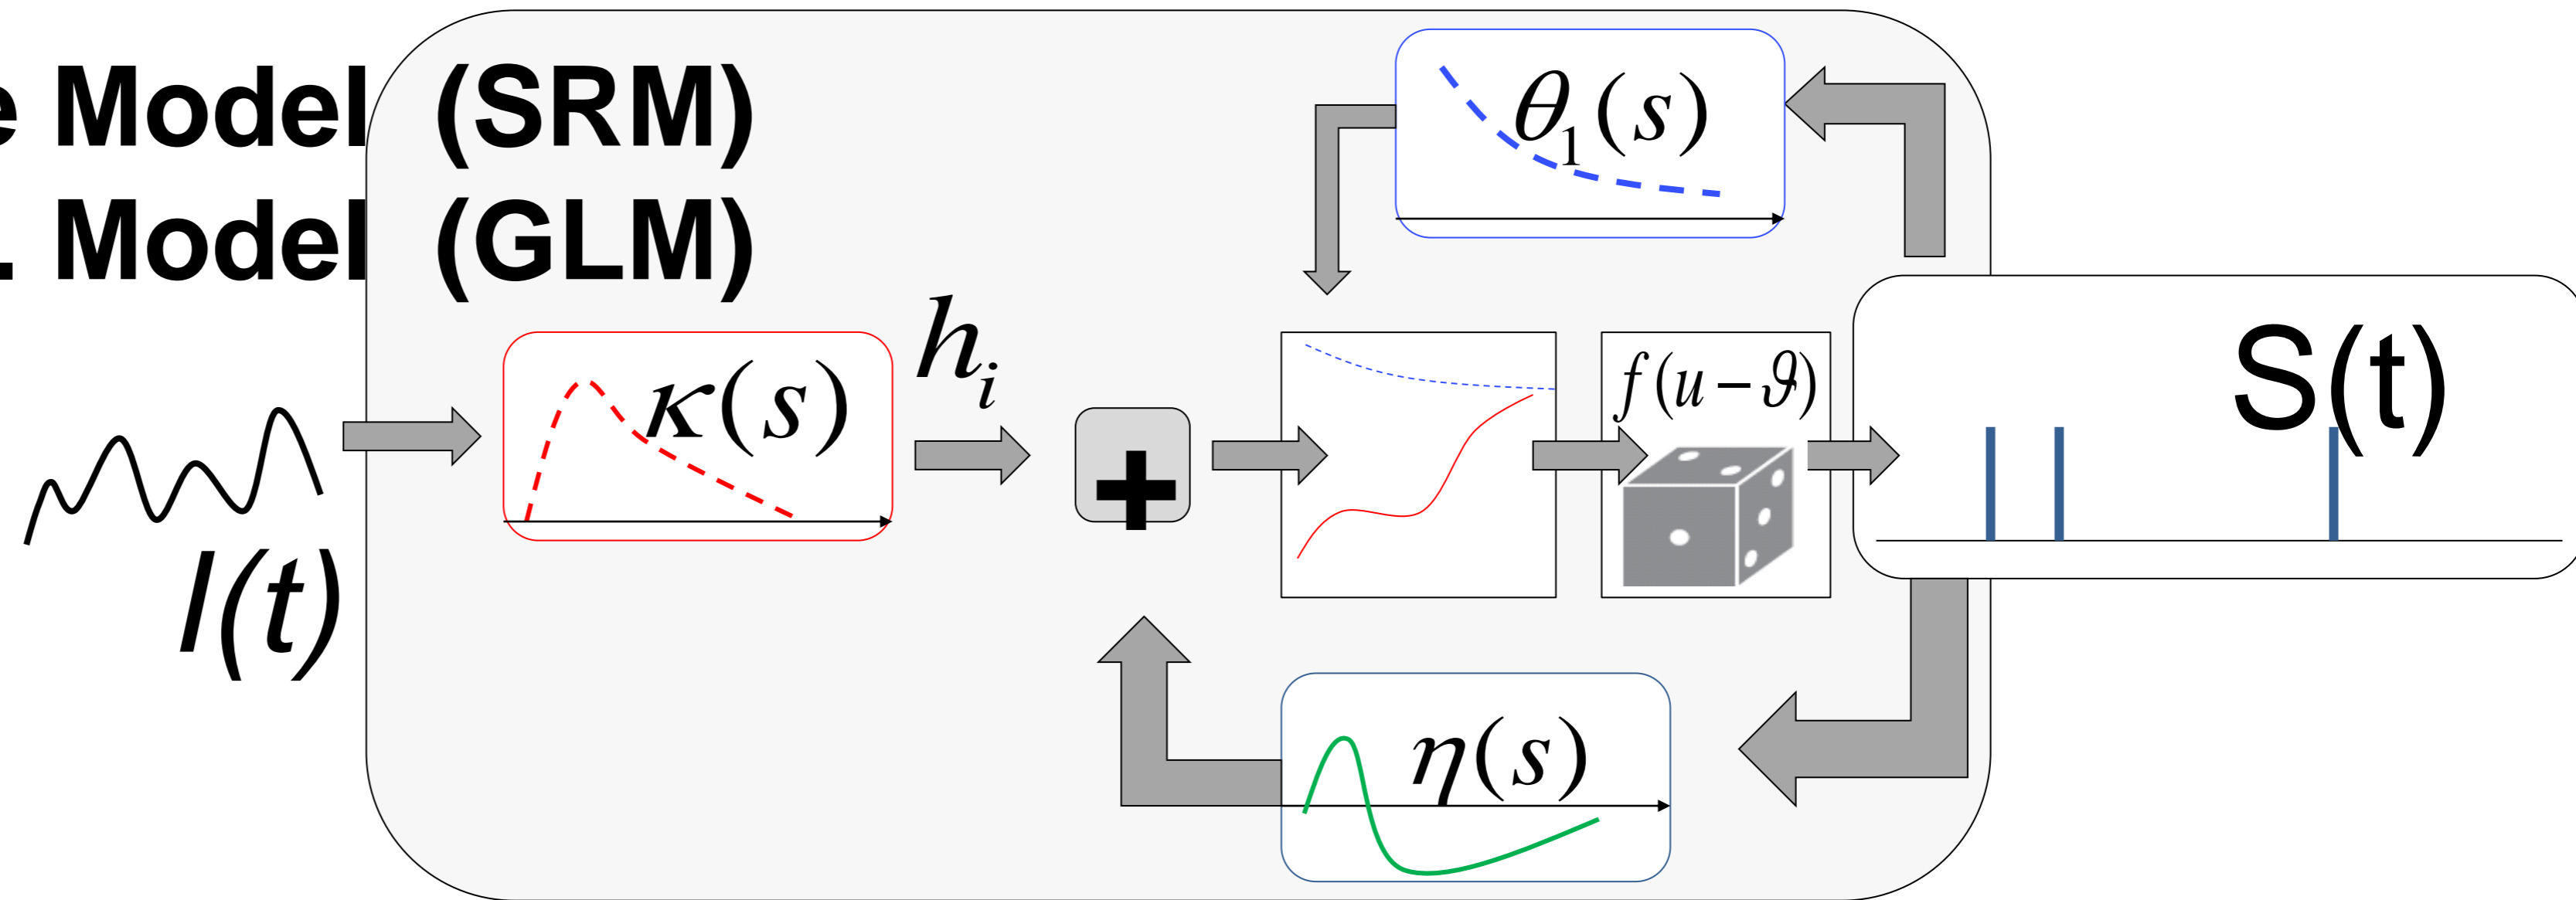 e Model (SRM)
. Model (GLM)
θ₁(s)
hᵢ
κ(s)
+
f(u−ϑ)
S(t)
I(t)
η(s)